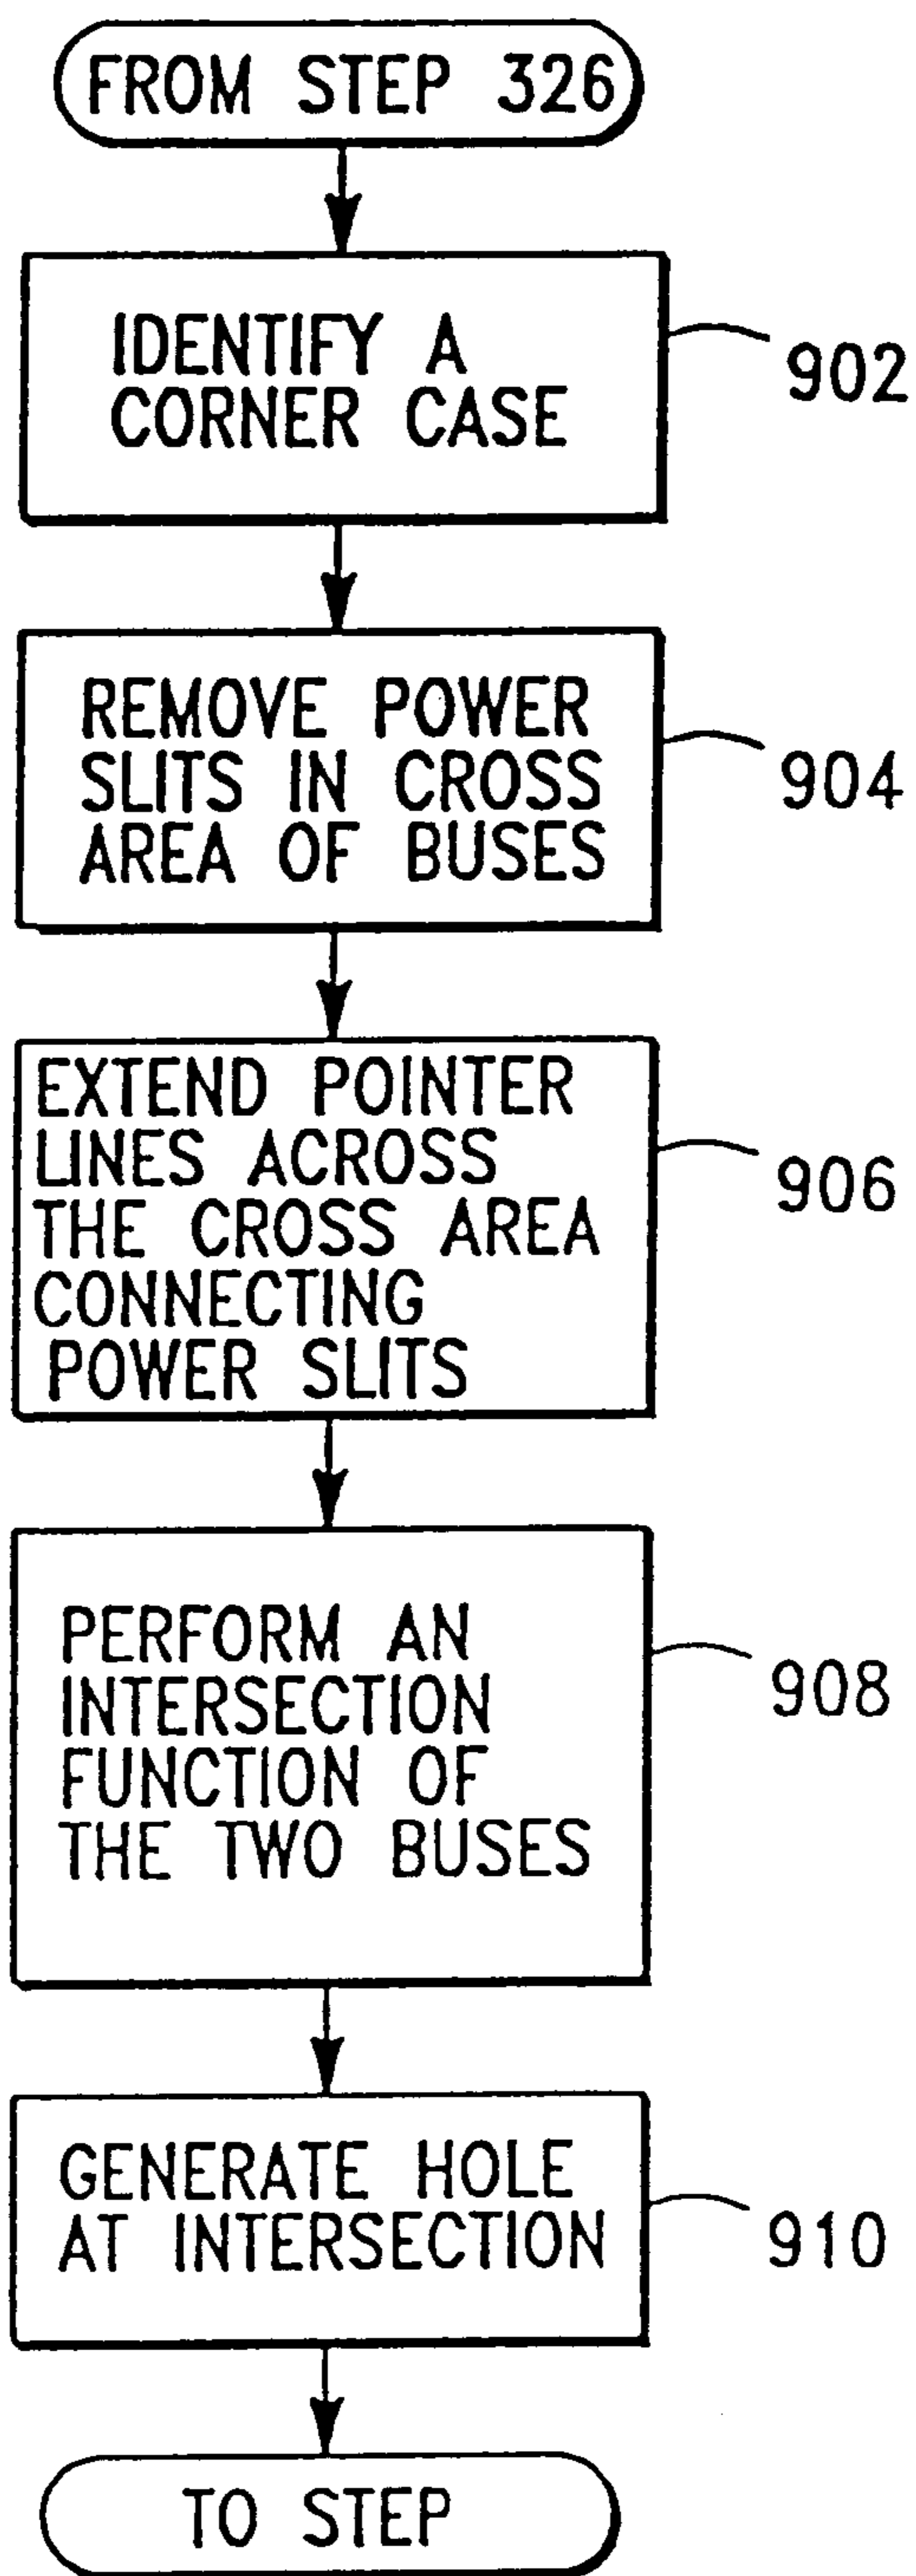 FROM STEP 326
IDENTIFY A
CORNER CASE
902
REMOVE POWER
SLITS IN CROSS
AREA OF BUSES
904
EXTEND POINTER
LINES ACROSS
THE CROSS AREA
CONNECTING
POWER SLITS
906
PERFORM AN
INTERSECTION
FUNCTION OF
THE TWO BUSES
908
GENERATE HOLE
AT INTERSECTION
910
TO STEP